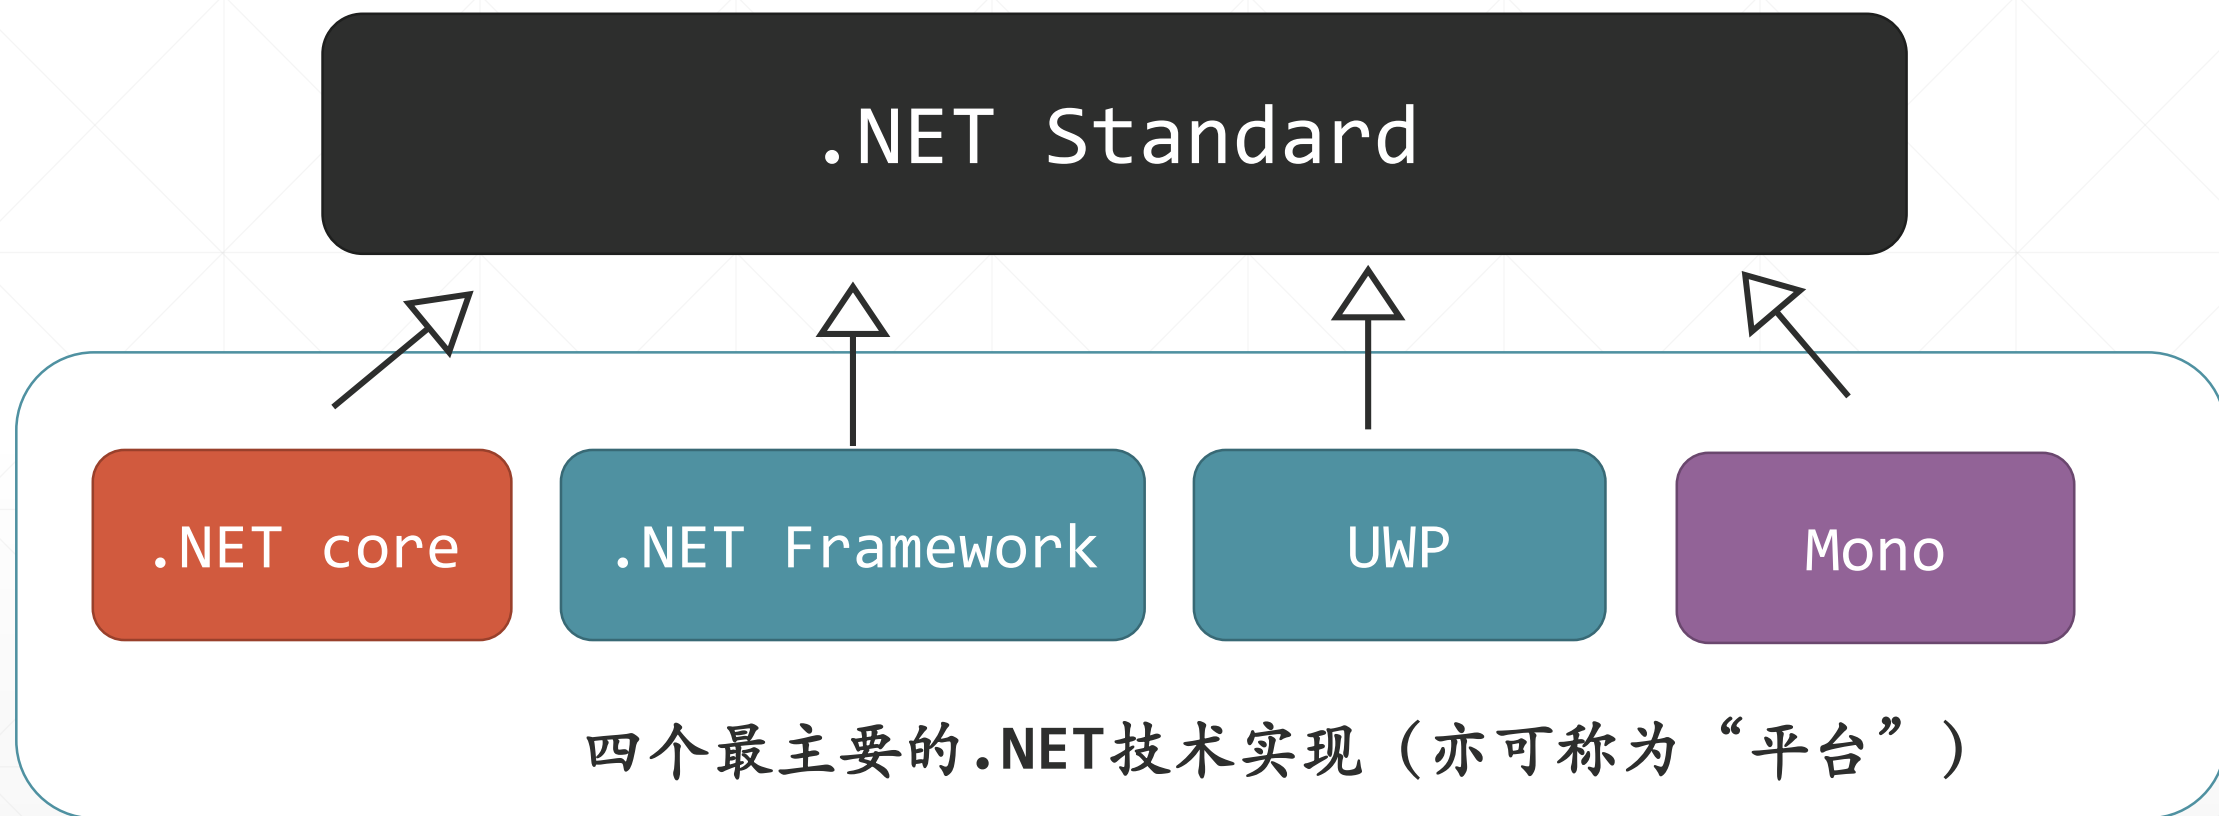 .NET Standard
.NET core
.NET Framework
UWP
Mono
四个最主要的.NET技术实现（亦可称为“平台”）